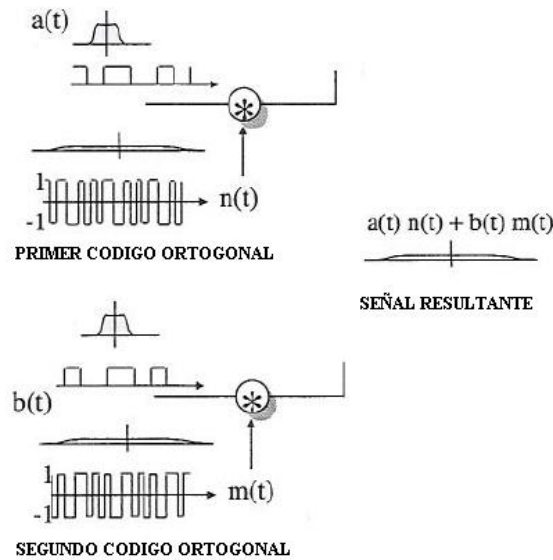 a(t)
1
-1
n(t)
PRIMER CODIGO ORTOGONAL
a(t) n(t) + b(t) m(t)
SEÑAL RESULTANTE
b(t)
1
-1
m(t)
SEGUNDO CODIGO ORTOGONAL